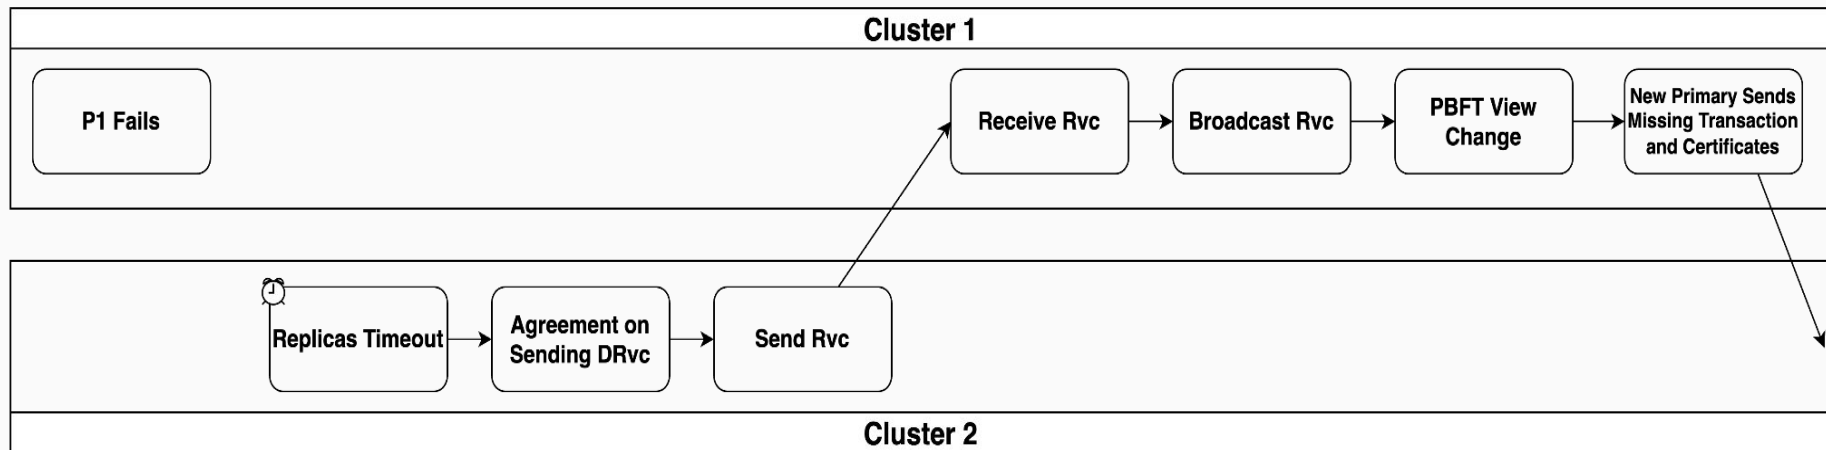 Cluster 1
P1 Fails
Receive Rvc
Broadcast Rvc
PBFT View
Change
New Primary Sends
Missing Transaction
and Certificates
Replicas Timeout
Agreement on
Sending DRvc
Send Rvc
Cluster 2